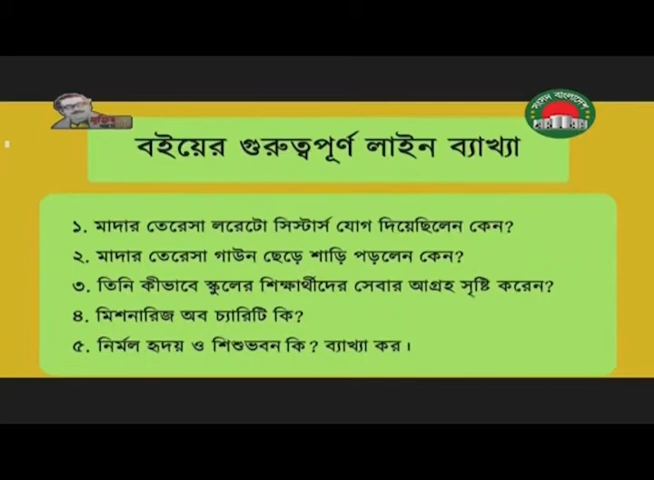 সংসদ বাংলাদেশ
বইয়ের গুরুত্বপূর্ণ লাইন ব্যাখ্যা
১. মাদার তেরেসা লরেটো সিস্টার্স যোগ দিয়েছিলেন কেন?
২. মাদার তেরেসা গাউন ছেড়ে শাড়ি পড়লেন কেন?
৩. তিনি কীভাবে স্কুলের শিক্ষার্থীদের সেবার আগ্রহ সৃষ্টি করেন?
৪. মিশনারিজ অব চ্যারিটি কি?
৫. নির্মল হৃদয় ও শিশুভবন কি? ব্যাখ্যা কর।